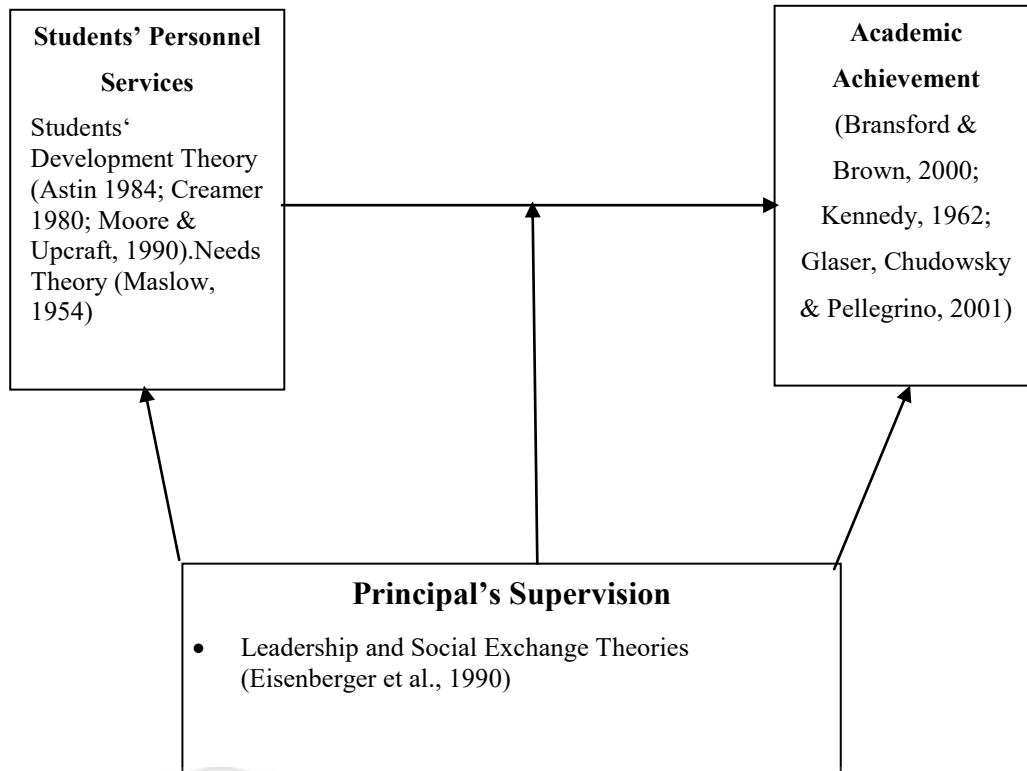 Students’ Personnel
Services
Students‘
Development Theory
(Astin 1984; Creamer
1980; Moore &
Upcraft, 1990).Needs
Theory (Maslow,
1954)
Academic
Achievement
(Bransford &
Brown, 2000;
Kennedy, 1962;
Glaser, Chudowsky
& Pellegrino, 2001)
Principal’s Supervision
• Leadership and Social Exchange Theories
(Eisenberger et al., 1990)